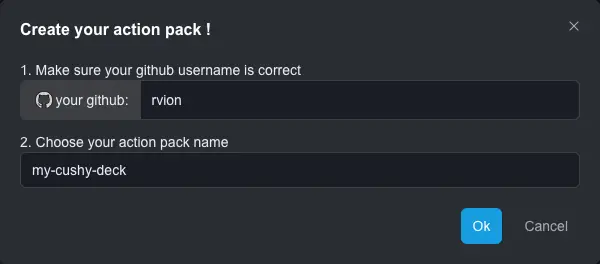 Create your action pack !
1. Make sure your github username is correct
your github: rvion
2. Choose your action pack name
my-cushy-deck
Ok Cancel